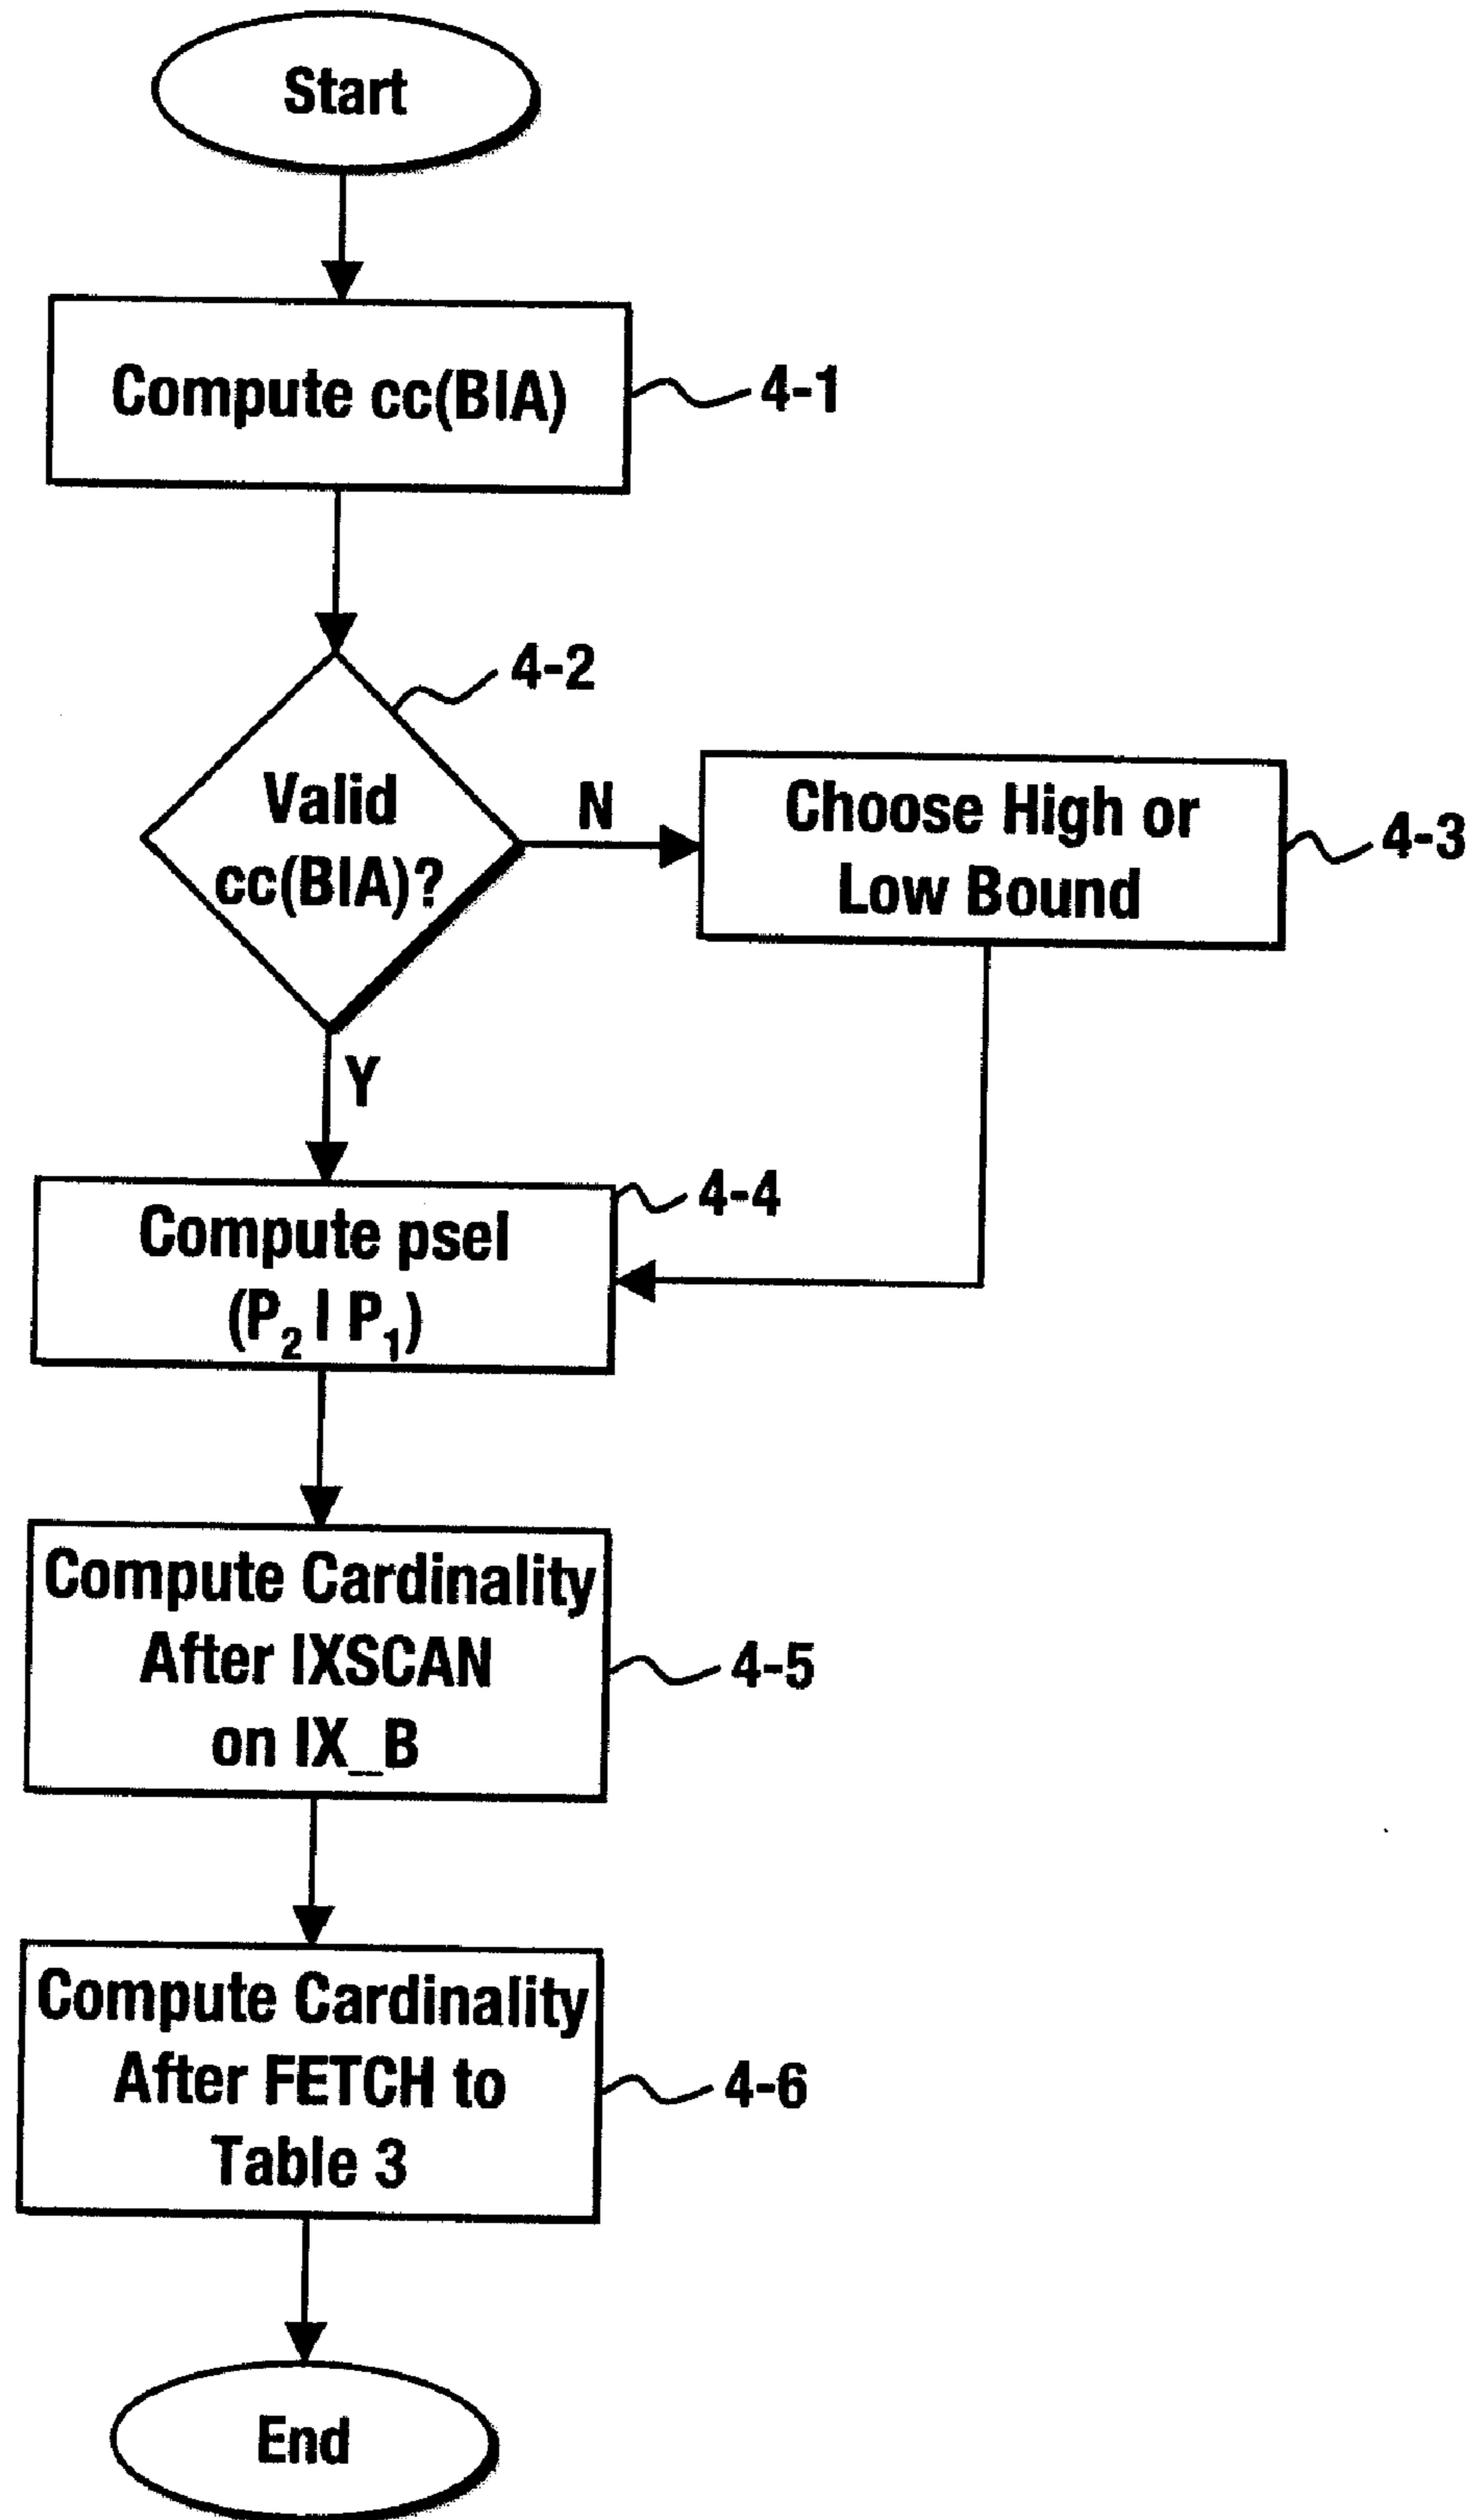 Start
Compute cc(BIA)
4-1
4-2
Valid
cc(BIA)?
N
Choose High or
Low Bound
4-3
Y
Compute psel
(P₂ | P₁)
4-4
Compute Cardinality
After IXSCAN
on IX_B
4-5
Compute Cardinality
After FETCH to
Table 3
4-6
End